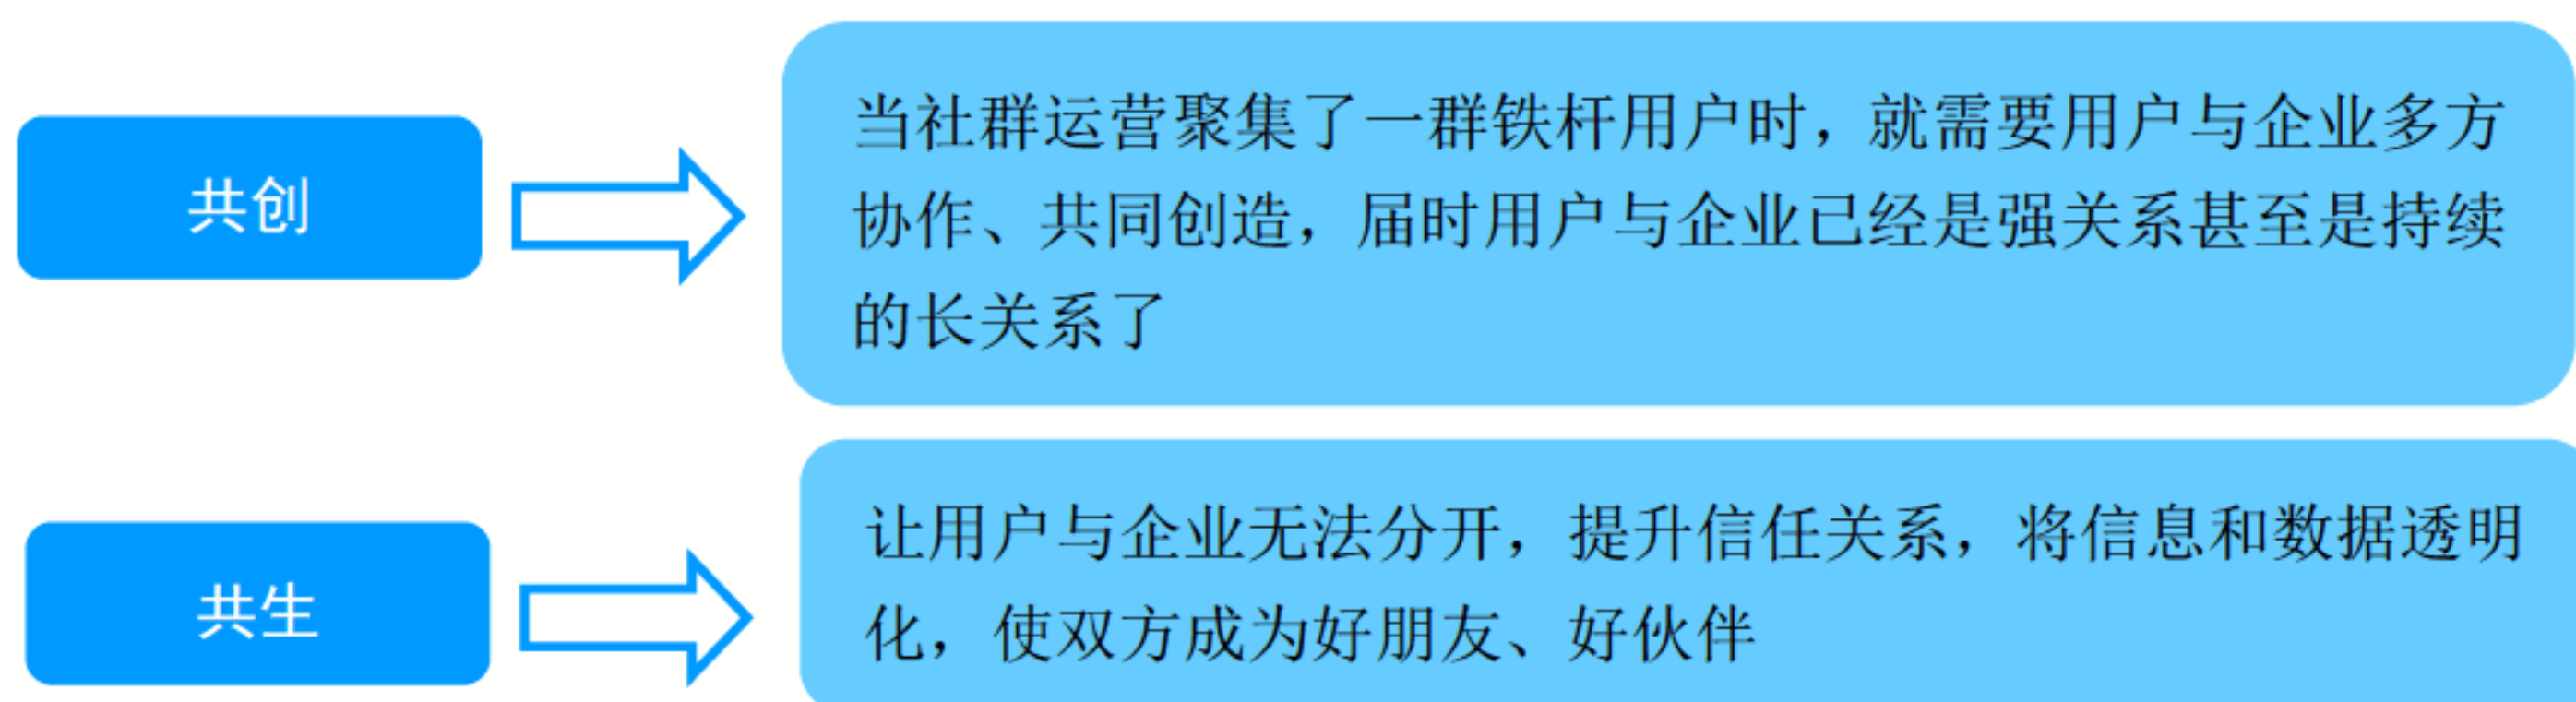 共创
当社群运营聚集了一群铁杆用户时，就需要用户与企业多方
协作、共同创造，届时用户与企业已经是强关系甚至是持续
的长关系了
共生
让用户与企业无法分开，提升信任关系，将信息和数据透明
化，使双方成为好朋友、好伙伴